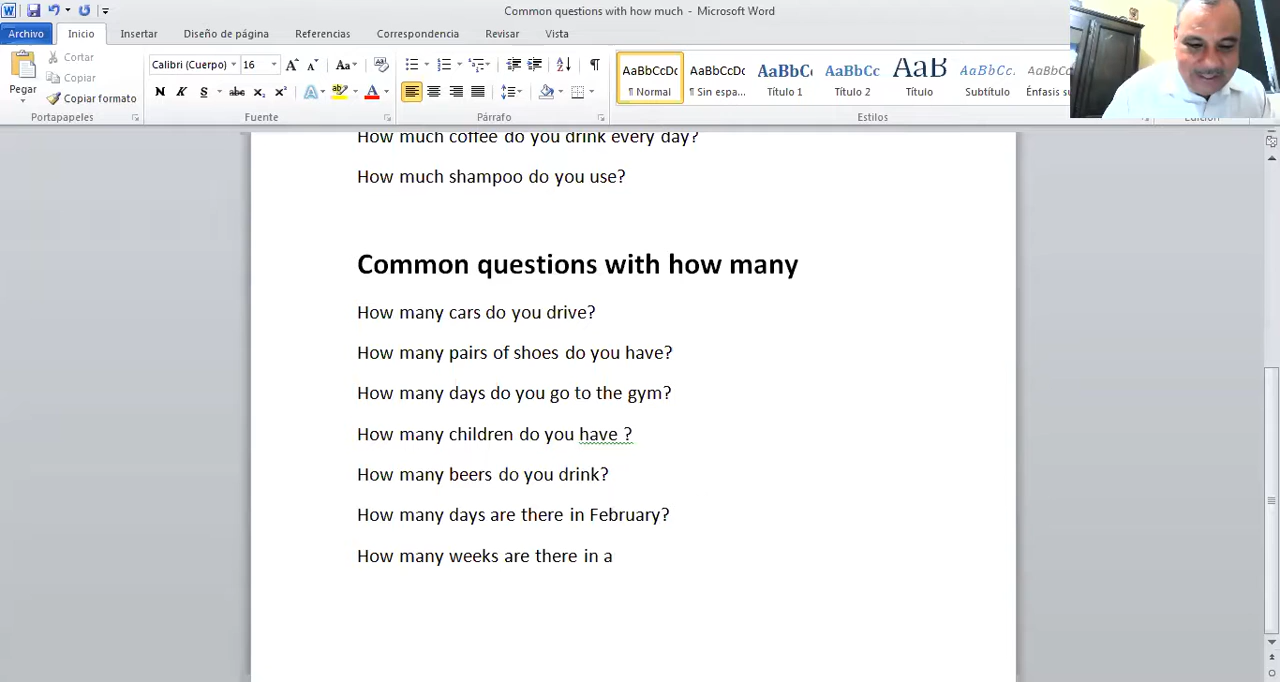 Common questions with how much - Microsoft Word
Archivo Inicio Insertar Diseño de página Referencias Correspondencia Revisar Vista
Pegar
Cortar
Copiar
Copiar formato
Portapapeles
Calibri (Cuerpo) 16
Fuente
Párrafo
AaBbCcDc AaBbCcDc AaBbC AaBbCc AaB AaBbCc. AaBbCcD
¶ Normal ¶ Sin espa... Título 1 Título 2 Título Subtítulo Énfasis
Estilos
How much coffee do you drink every day?
How much shampoo do you use?
Common questions with how many
How many cars do you drive?
How many pairs of shoes do you have?
How many days do you go to the gym?
How many children do you have ?
How many beers do you drink?
How many days are there in February?
How many weeks are there in a